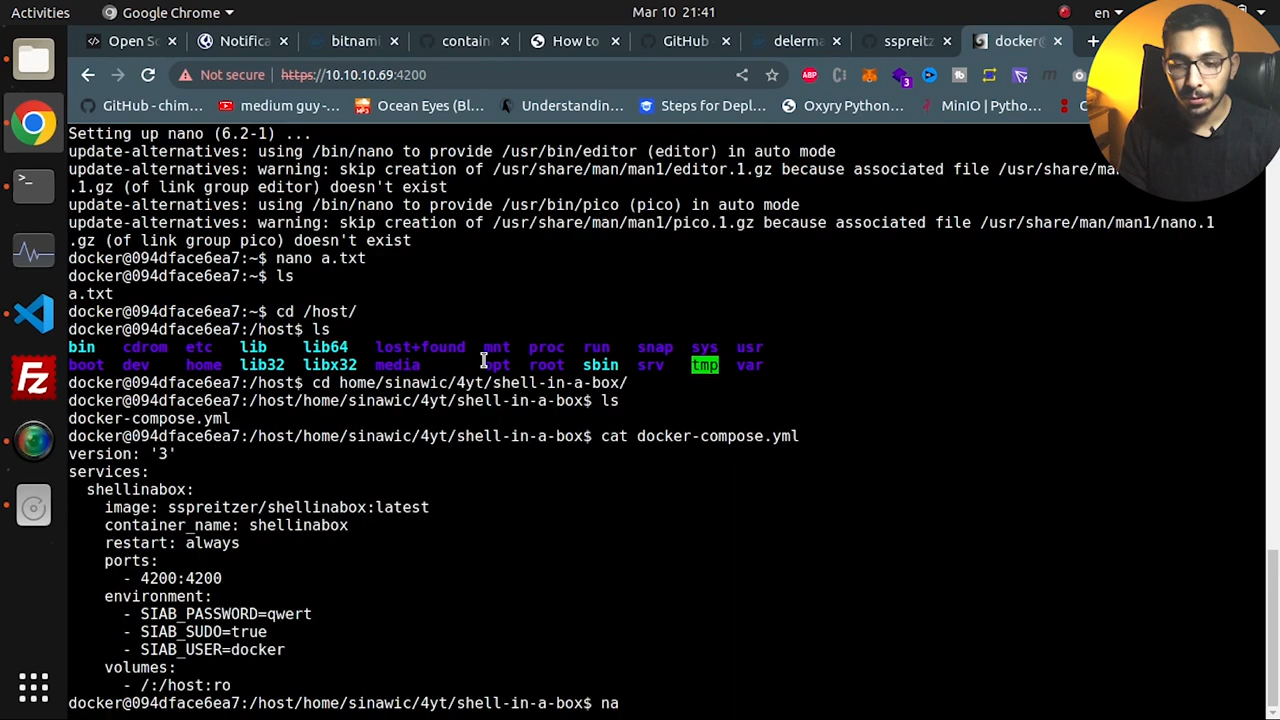 Activities
Google Chrome
Mar 10 21:41
en
Open Sc
Notifica
bitnami
contain
How to
GitHub
delerma
sspreitz
docker@
Not secure
https://10.10.10.69:4200
ABP
3
GitHub - chim...
medium guy -...
Ocean Eyes (Bl...
Understanding...
Steps for Depl...
Oxyry Python...
MinIO | Python...
Setting up nano (6.2-1) ...
update-alternatives: using /bin/nano to provide /usr/bin/editor (editor) in auto mode
update-alternatives: warning: skip creation of /usr/share/man/man1/editor.1.gz because associated file /usr/share/ma
.1.gz (of link group editor) doesn't exist
update-alternatives: using /bin/nano to provide /usr/bin/pico (pico) in auto mode
update-alternatives: warning: skip creation of /usr/share/man/man1/pico.1.gz because associated file /usr/share/man/man1/nano.1
.gz (of link group pico) doesn't exist
docker@094dface6ea7:~$ nano a.txt
docker@094dface6ea7:~$ ls
a.txt
docker@094dface6ea7:~$ cd /host/
docker@094dface6ea7:/host$ ls
bin cdrom etc lib lib64 lost+found mnt proc run snap sys usr
boot dev home lib32 libx32 media opt root sbin srv tmp var
docker@094dface6ea7:/host$ cd home/sinawic/4yt/shell-in-a-box/
docker@094dface6ea7:/host/home/sinawic/4yt/shell-in-a-box$ ls
docker-compose.yml
docker@094dface6ea7:/host/home/sinawic/4yt/shell-in-a-box$ cat docker-compose.yml
version: '3'
services:
  shellinabox:
    image: sspreitzer/shellinabox:latest
    container_name: shellinabox
    restart: always
    ports:
      - 4200:4200
    environment:
      - SIAB_PASSWORD=qwert
      - SIAB_SUDO=true
      - SIAB_USER=docker
    volumes:
      - /:/host:ro
docker@094dface6ea7:/host/home/sinawic/4yt/shell-in-a-box$ na